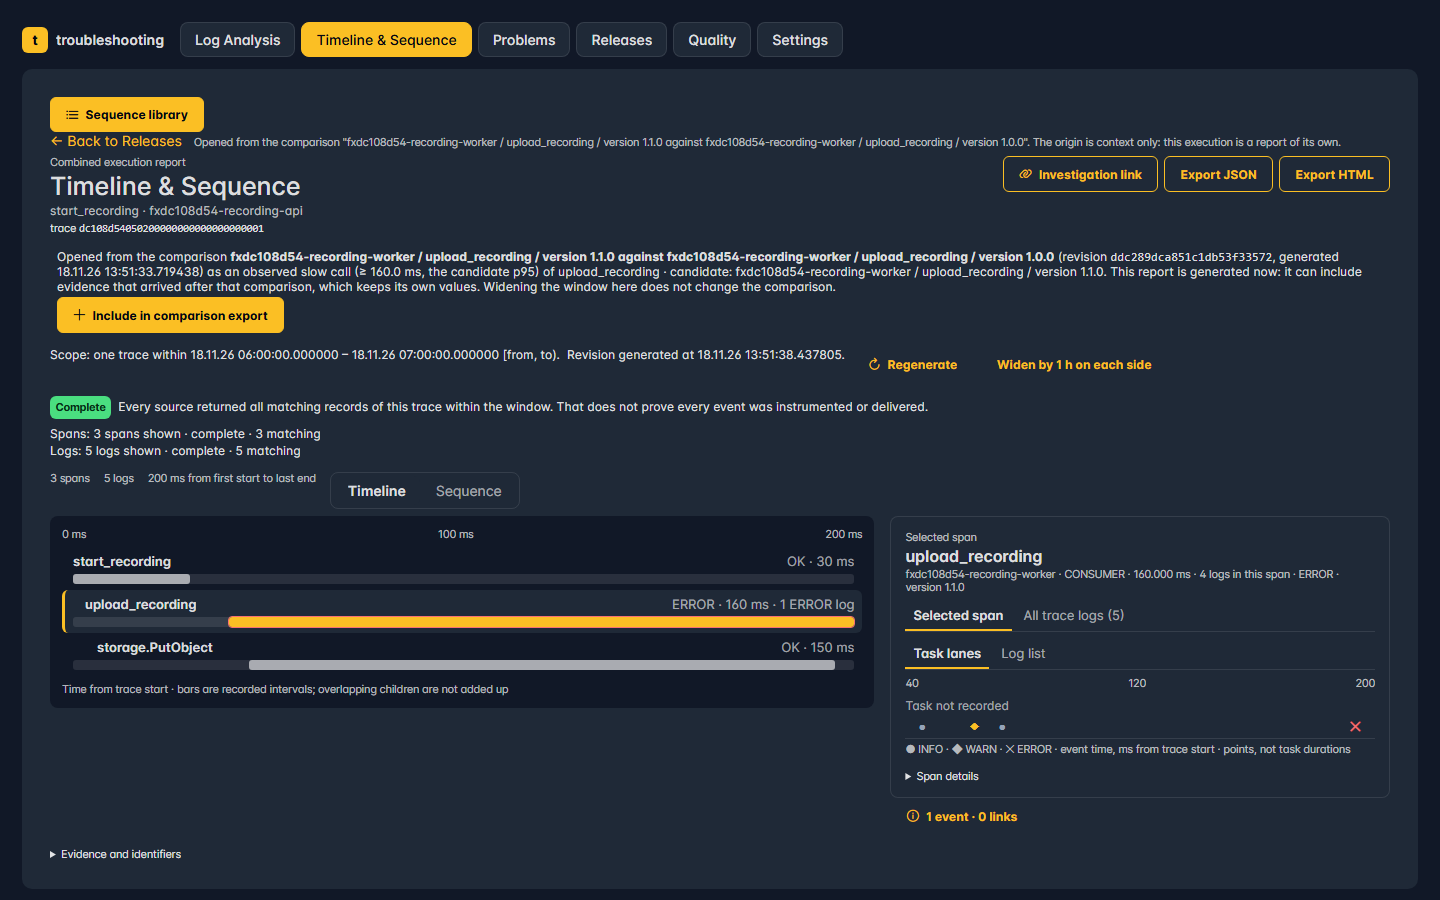 t troubleshooting Log Analysis Timeline & Sequence Problems Releases Quality Settings
Sequence library
← Back to Releases Opened from the comparison "fxdc108d54-recording-worker / upload_recording / version 1.1.0 against fxdc108d54-recording-worker / upload_recording / version 1.0.0". The origin is context only: this execution is a report of its own.
Combined execution report
Timeline & Sequence
Investigation link Export JSON Export HTML
start_recording · fxdc108d54-recording-api
trace dc108d54050200000000000000000001
Opened from the comparison fxdc108d54-recording-worker / upload_recording / version 1.1.0 against fxdc108d54-recording-worker / upload_recording / version 1.0.0 (revision ddc289dca851c1db53f33572, generated
18.11.26 13:51:33.719438) as an observed slow call (≥ 160.0 ms, the candidate p95) of upload_recording · candidate: fxdc108d54-recording-worker / upload_recording / version 1.1.0. This report is generated now: it can include
evidence that arrived after that comparison, which keeps its own values. Widening the window here does not change the comparison.
+ Include in comparison export
Scope: one trace within 18.11.26 06:00:00.000000 – 18.11.26 07:00:00.000000 [from, to). Revision generated at 18.11.26 13:51:38.437805. Regenerate Widen by 1 h on each side
Complete Every source returned all matching records of this trace within the window. That does not prove every event was instrumented or delivered.
Spans: 3 spans shown · complete · 3 matching
Logs: 5 logs shown · complete · 5 matching
3 spans 5 logs 200 ms from first start to last end Timeline Sequence
0 ms 100 ms 200 ms
start_recording OK · 30 ms
upload_recording ERROR · 160 ms · 1 ERROR log
storage.PutObject OK · 150 ms
Time from trace start · bars are recorded intervals; overlapping children are not added up
Selected span
upload_recording
fxdc108d54-recording-worker · CONSUMER · 160.000 ms · 4 logs in this span · ERROR ·
version 1.1.0
Selected span All trace logs (5)
Task lanes Log list
40 120 200
Task not recorded
● INFO · ◆ WARN · ✕ ERROR · event time, ms from trace start · points, not task durations
▶ Span details
1 event · 0 links
▶ Evidence and identifiers